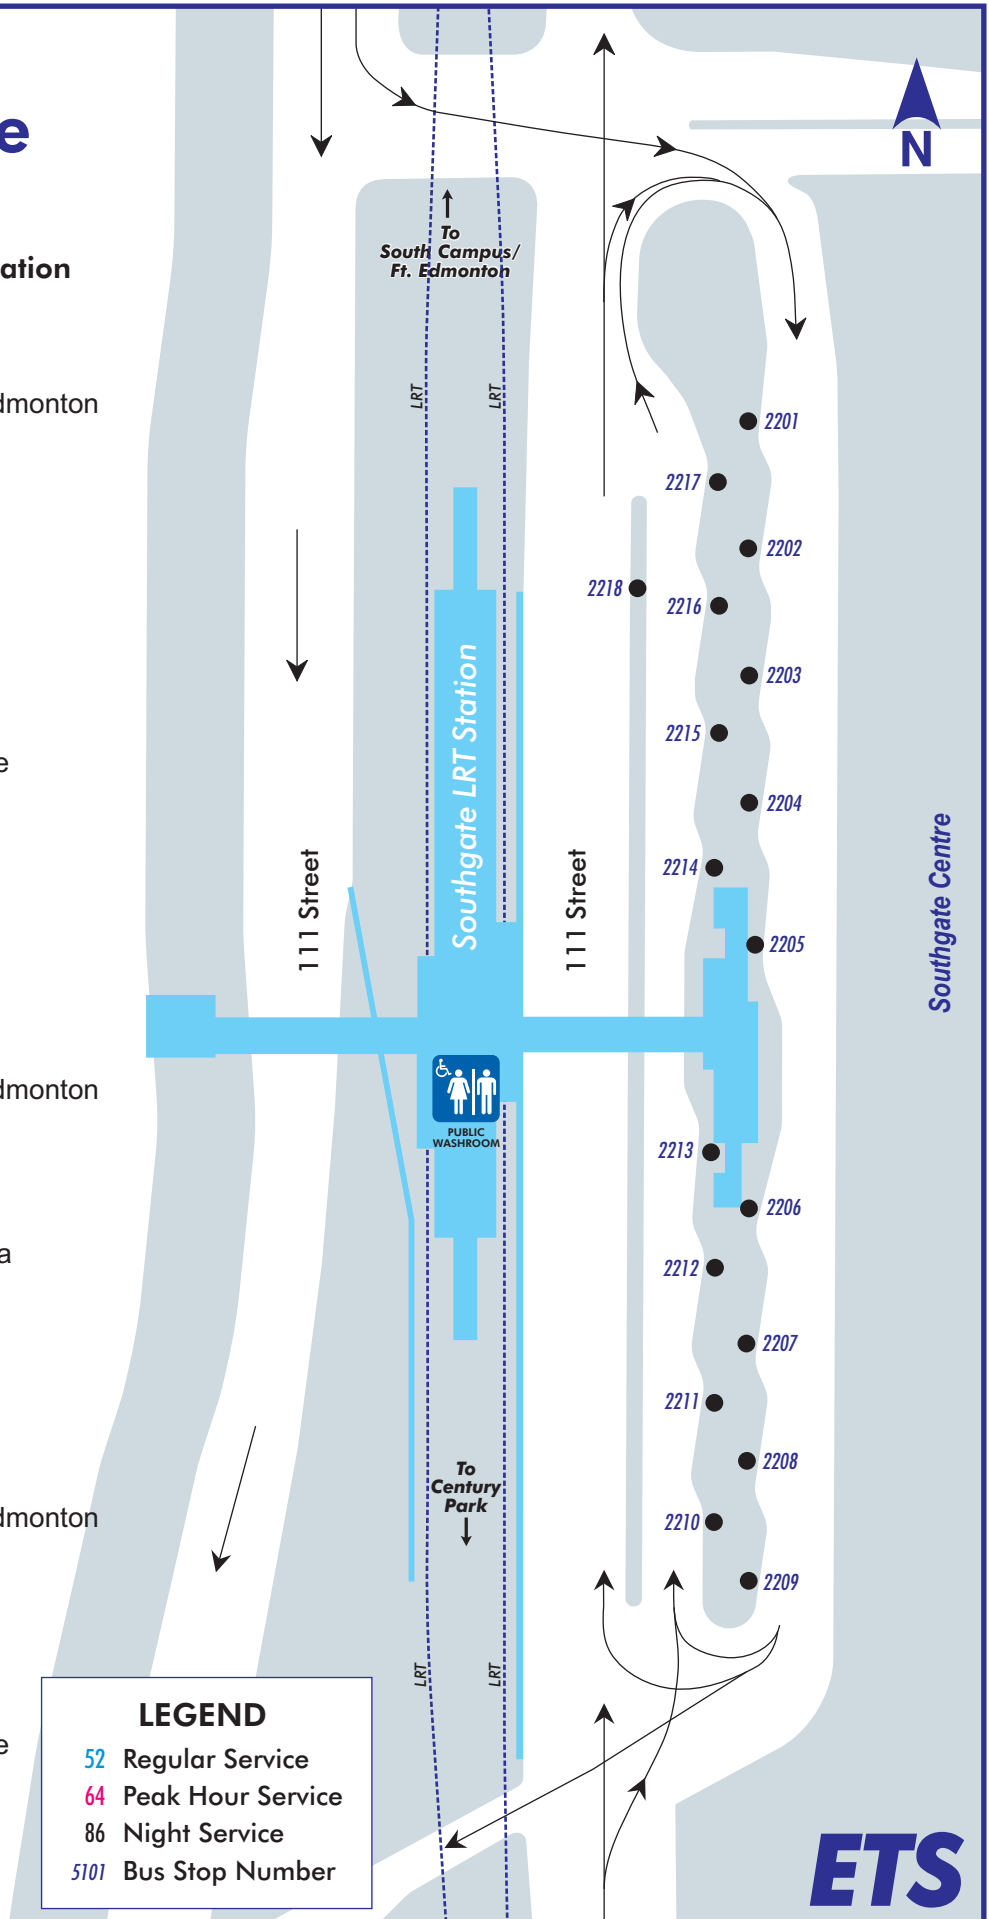 e
N
ation
To
South Campus/
Ft. Edmonton
dmonton
LRT
LRT
2201
2217
2202
2218
2216
2203
2215
2204
2214
2205
Southgate LRT Station
111 Street
111 Street
Southgate Centre
e
dmonton
PUBLIC
WASHROOM
2213
2206
a
2212
2207
2211
2208
To
Century
Park
2210
dmonton
2209
LRT
LRT
e
LEGEND
52 Regular Service
64 Peak Hour Service
86 Night Service
5101 Bus Stop Number
ETS